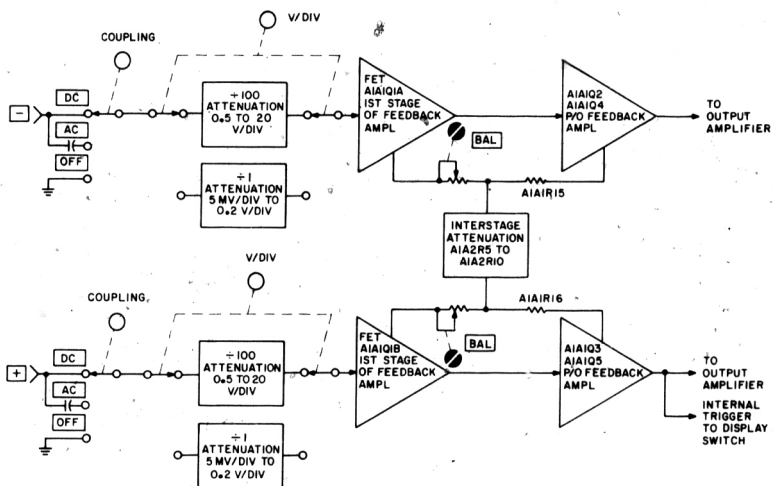 V/DIV
COUPLING
DC
AC
OFF
−
÷100
ATTENUATION
0.5 TO 20
V/DIV
÷1
ATTENUATION
5 MV/DIV TO
0.2 V/DIV
FET
A1A1Q1A
1ST STAGE
OF FEEDBACK
AMPL
BAL
A1A1R15
A1A1Q2
A1A1Q4
P/O FEEDBACK
AMPL
TO
OUTPUT
AMPLIFIER
INTERSTAGE
ATTENUATION
A1A2R5 TO
A1A2R10
V/DIV
COUPLING
DC
AC
OFF
+
÷100
ATTENUATION
0.5 TO 20
V/DIV
÷1
ATTENUATION
5 MV/DIV TO
0.2 V/DIV
FET
A1A1Q1B
1ST STAGE
OF FEEDBACK
AMPL
BAL
A1A1R16
A1A1Q3
A1A1Q5
P/O FEEDBACK
AMPL
TO
OUTPUT
AMPLIFIER
INTERNAL
TRIGGER
TO DISPLAY
SWITCH